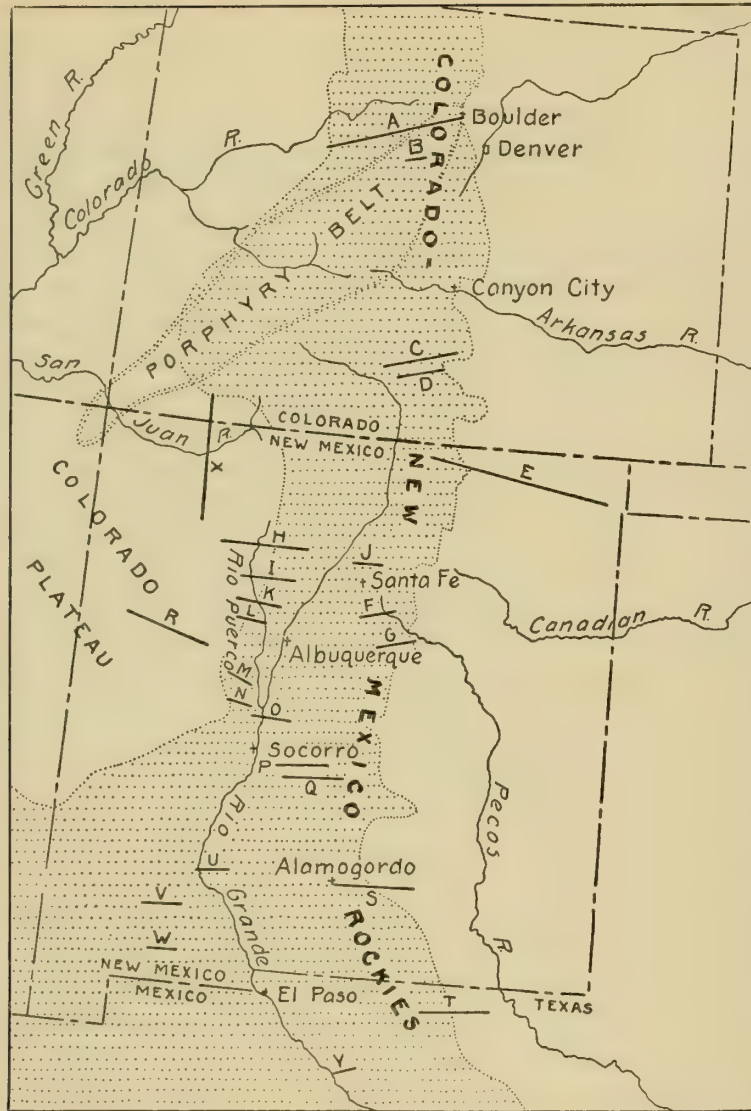 COLORADO-
Green R.
Colorado R.
A
Boulder
B
Denver
PORPHYRY BELT
Canyon City
Arkansas R.
San Juan R.
C
D
COLORADO
NEW MEXICO
X
E
COLORADO PLATEAU
NEW MEXICO ROCKIES
H
I
J
Santa Fe
K
L
Rio Puerco
R
F
G
Canadian R.
Albuquerque
M
N
O
Socorro
P
Q
Pecos R.
Rio Grande
U
Alamogordo
S
V
W
NEW MEXICO
MEXICO
El Paso
T
TEXAS
Y